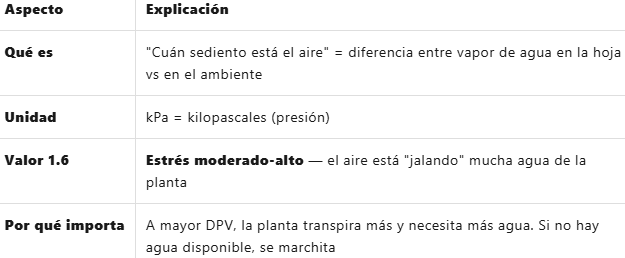 Aspecto Explicación
Qué es "Cuán sediento está el aire" = diferencia entre vapor de agua en la hoja
vs en el ambiente
Unidad kPa = kilopascales (presión)
Valor 1.6 Estrés moderado-alto — el aire está "jalando" mucha agua de la
planta
Por qué importa A mayor DPV, la planta transpira más y necesita más agua. Si no hay
agua disponible, se marchita